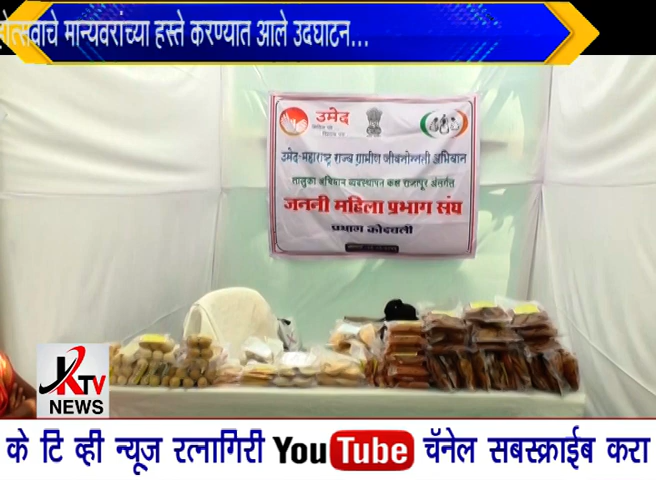 ोत्सवाचे मान्यवरांच्या हस्ते करण्यात आले उदघाटन...
उमेद
उमेद-महाराष्ट्र राज्य ग्रामीण जीवनोन्नती अभियान
तालुका अभियान व्यवस्थापन कक्ष राजापूर अंतर्गत
जननी महिला प्रभाग संघ
प्रभाग कोदवली
JKTV
NEWS
के टि व्ही न्यूज रत्नागिरी YouTube चॅनेल सबस्क्राईब करा